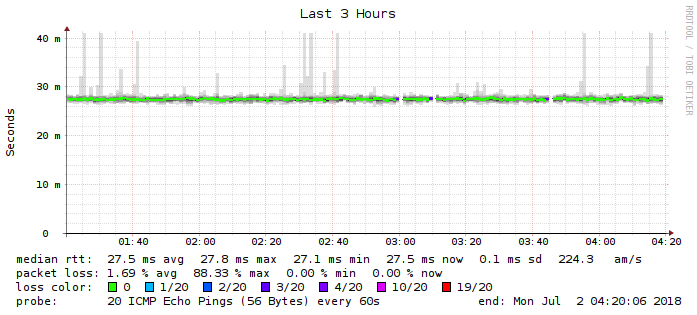 Last 3 Hours
RRDTOOL / TOBI OETIKER
Seconds
40 m
30 m
20 m
10 m
0
01:40 02:00 02:20 02:40 03:00 03:20 03:40 04:00 04:20
median rtt: 27.5 ms avg 27.8 ms max 27.1 ms min 27.5 ms now 0.1 ms sd 224.3 am/s
packet loss: 1.69 % avg 88.33 % max 0.00 % min 0.00 % now
loss color: 0 1/20 2/20 3/20 4/20 10/20 19/20
probe: 20 ICMP Echo Pings (56 Bytes) every 60s end: Mon Jul 2 04:20:06 2018